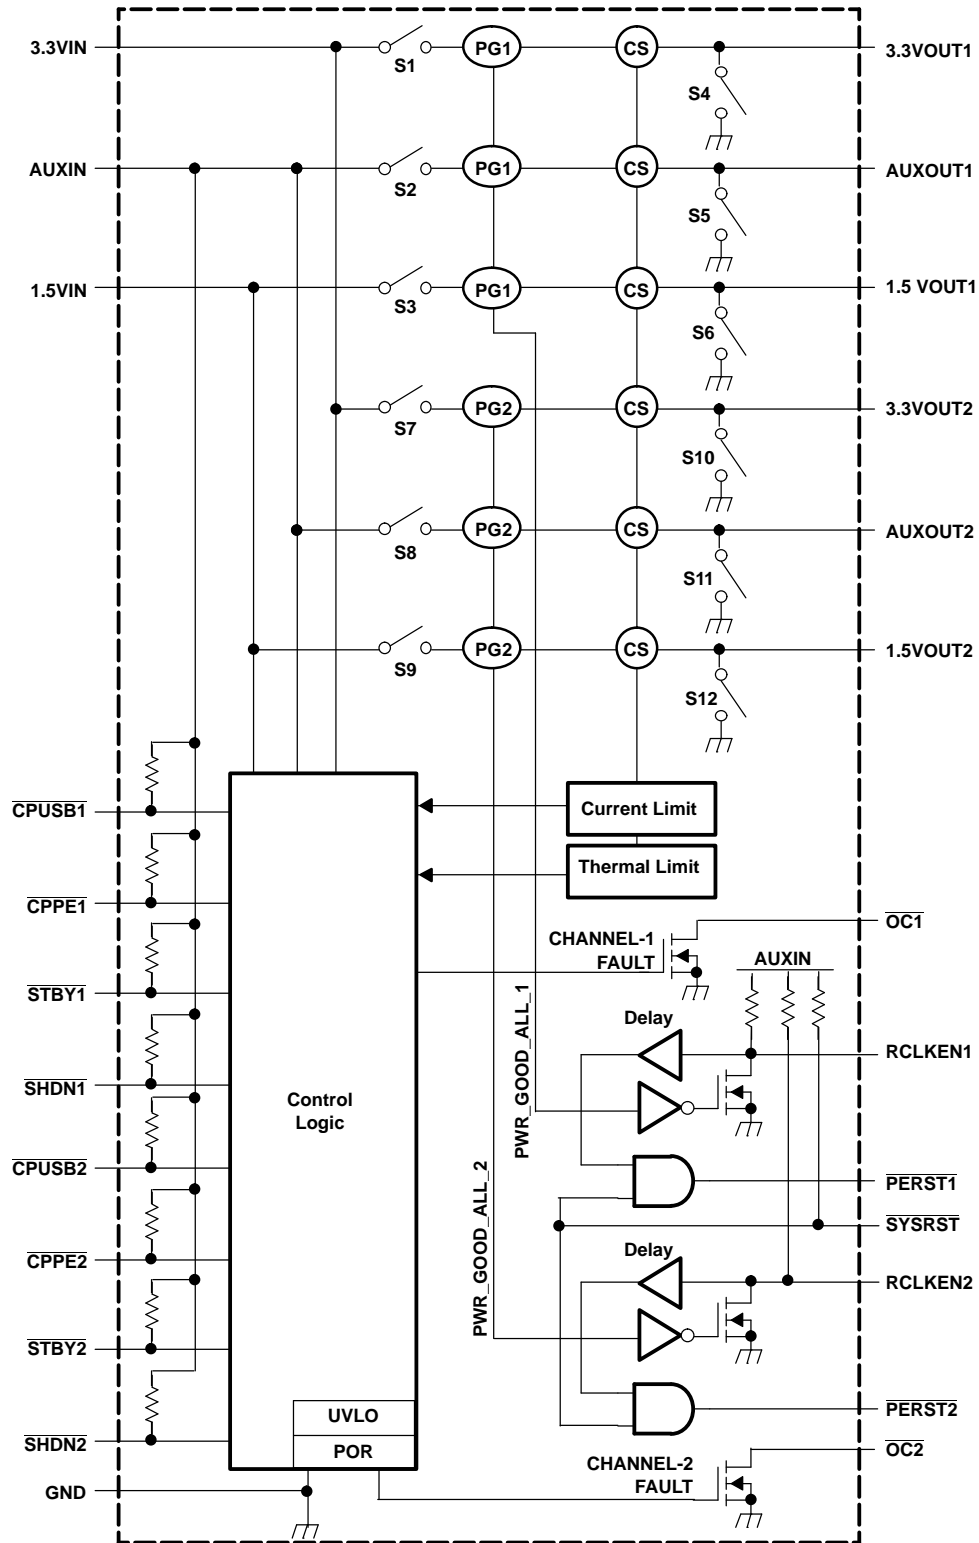 3.3VIN
S1
PG1
CS
3.3VOUT1
S4
AUXIN
S2
PG1
CS
AUXOUT1
S5
1.5VIN
S3
PG1
CS
1.5 VOUT1
S6
S7
PG2
CS
3.3VOUT2
S10
S8
PG2
CS
AUXOUT2
S11
S9
PG2
CS
1.5VOUT2
S12
CPUSB1
CPPE1
STBY1
SHDN1
CPUSB2
CPPE2
STBY2
SHDN2
GND
Control
Logic
UVLO
POR
Current Limit
Thermal Limit
CHANNEL-1
FAULT
OC1
AUXIN
PWR_GOOD_ALL_1
PWR_GOOD_ALL_2
Delay
RCLKEN1
PERST1
SYSRST
Delay
RCLKEN2
PERST2
CHANNEL-2
FAULT
OC2